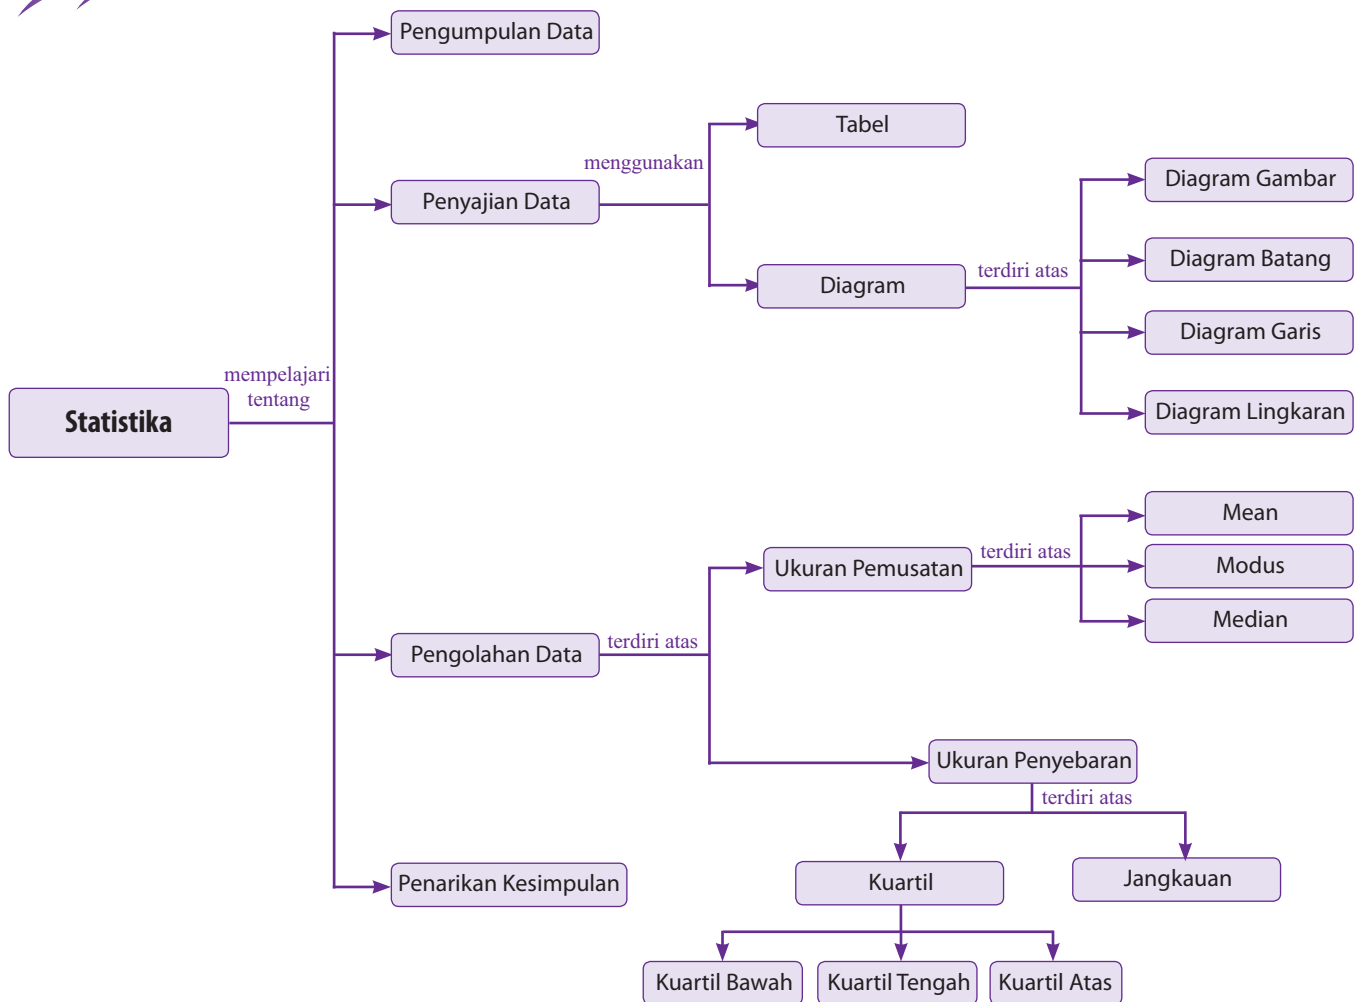 Pengumpulan Data
Tabel
menggunakan
Diagram Gambar
Penyajian Data
Diagram Batang
terdiri atas
Diagram
Diagram Garis
mempelajari
tentang
Diagram Lingkaran
Statistika
Mean
terdiri atas
Ukuran Pemusatan
Modus
Median
terdiri atas
Pengolahan Data
Ukuran Penyebaran
terdiri atas
Penarikan Kesimpulan
Kuartil
Jangkauan
Kuartil Bawah
Kuartil Tengah
Kuartil Atas